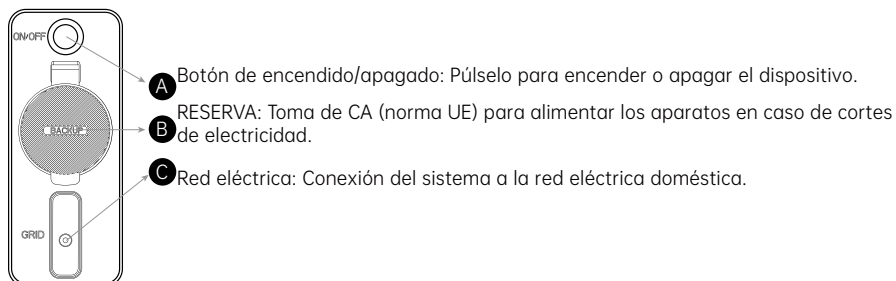 ON/OFF
A Botón de encendido/apagado: Púlselo para encender o apagar el dispositivo.
BACKUP
B RESERVA: Toma de CA (norma UE) para alimentar los aparatos en caso de cortes
de electricidad.
C Red eléctrica: Conexión del sistema a la red eléctrica doméstica.
GRID